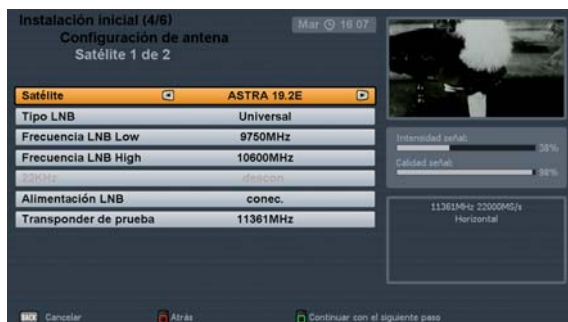 Instalación inicial (4/6)
Mar 16 07
Configuración de antena
Satélite 1 de 2
Satélite ASTRA 19.2E
Tipo LNB Universal
Frecuencia LNB Low 9750MHz
Frecuencia LNB High 10600MHz
22KHz descon
Alimentación LNB conec.
Transponder de prueba 11361MHz
Intensidad señal:
38%
Calidad señal:
98%
11361MHz 22000MS/s
Horizontal
BACK Cancelar Atrás Continuar con el siguiente paso